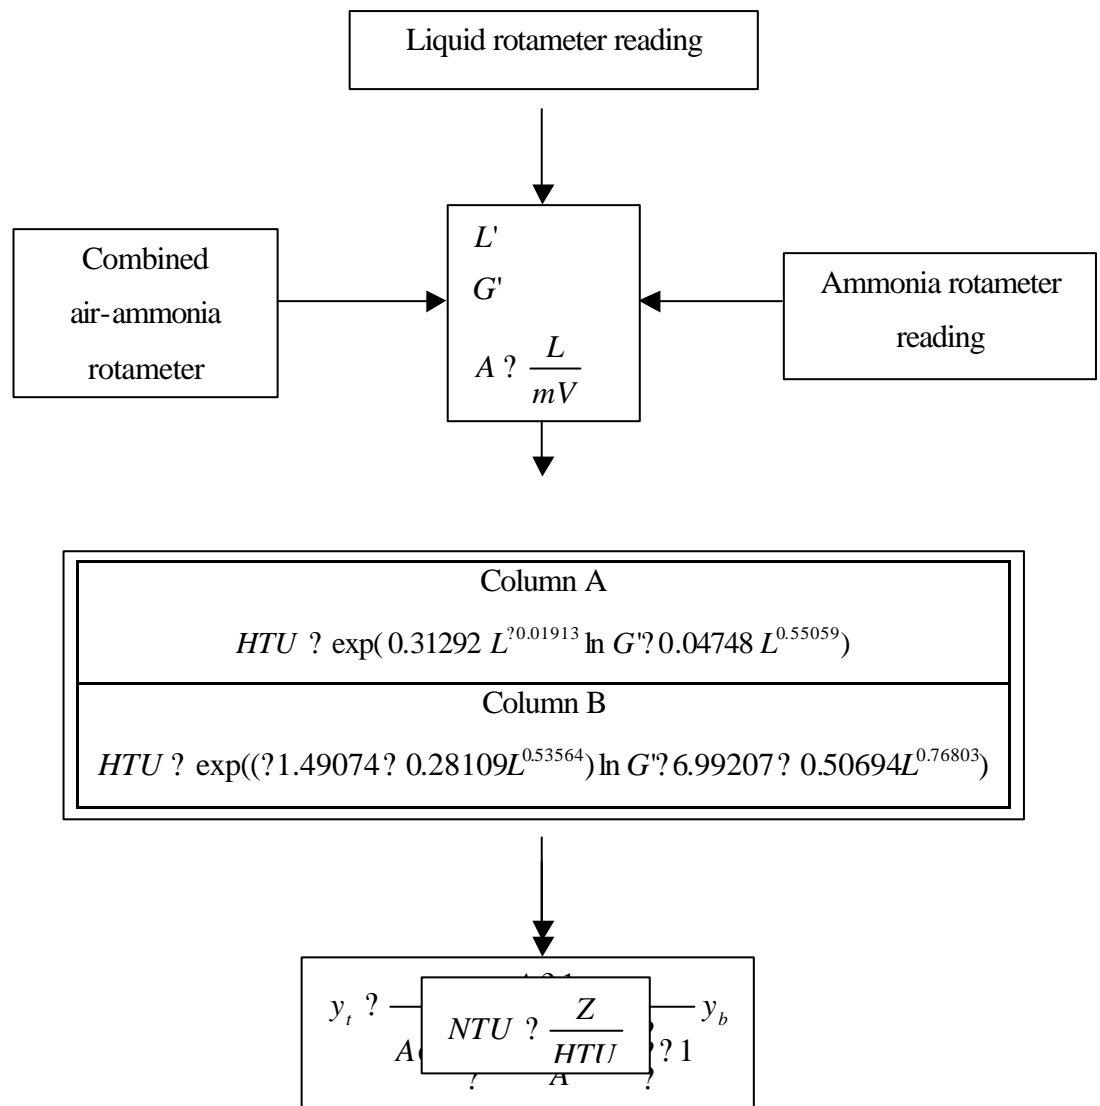 Liquid rotameter reading
Combined
air-ammonia
rotameter
L'
G'
A ? L/mV
Ammonia rotameter
reading
Column A
HTU ? exp(0.31292 L^?0.01913 ln G'?0.04748 L^0.55059)
Column B
HTU ? exp((?1.49074? 0.28109L^0.53564) ln G'?6.99207? 0.50694L^0.76803)
y_t ? y_b
NTU ? Z/HTU
A ? 1
? A ?